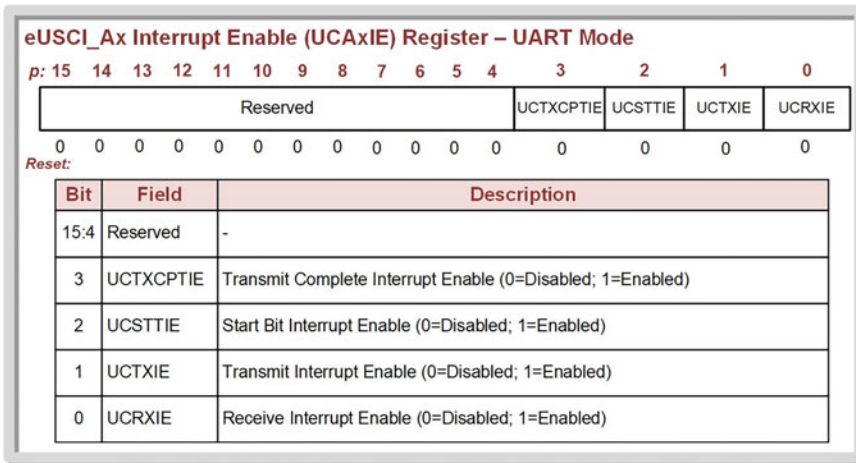 eUSCI_Ax Interrupt Enable (UCAxIE) Register – UART Mode
p: 15 14 13 12 11 10 9 8 7 6 5 4 3 2 1 0
Reserved UCTXCPTIE UCSTTIE UCTXIE UCRXIE
0 0 0 0 0 0 0 0 0 0 0 0 0 0 0 0
Reset:
Bit Field Description
15:4 Reserved -
3 UCTXCPTIE Transmit Complete Interrupt Enable (0=Disabled; 1=Enabled)
2 UCSTTIE Start Bit Interrupt Enable (0=Disabled; 1=Enabled)
1 UCTXIE Transmit Interrupt Enable (0=Disabled; 1=Enabled)
0 UCRXIE Receive Interrupt Enable (0=Disabled; 1=Enabled)